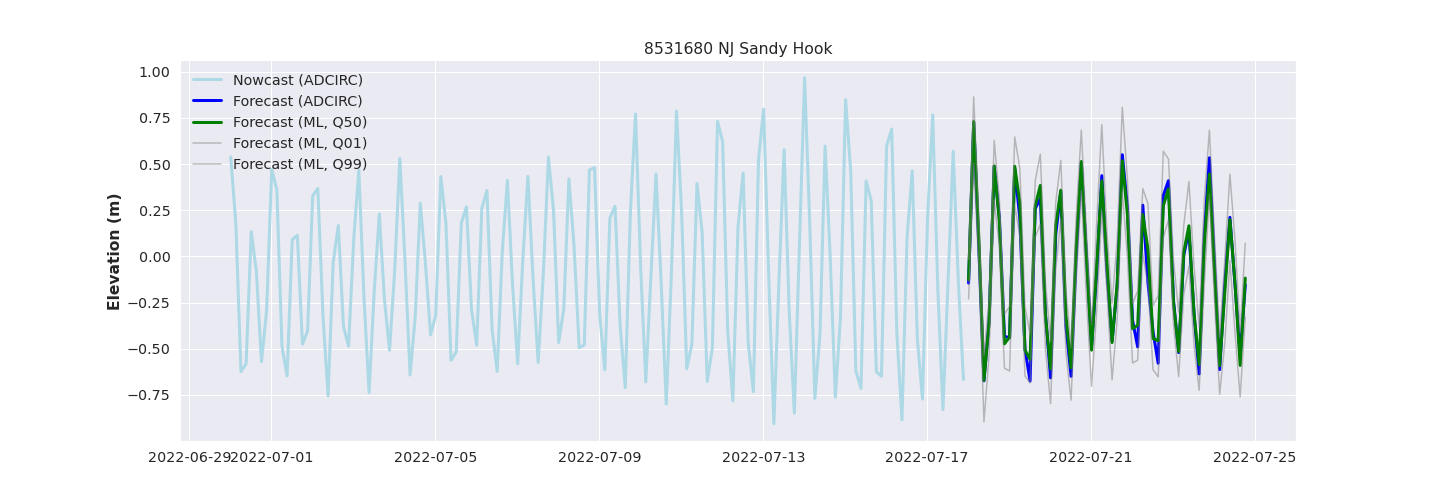 8531680 NJ Sandy Hook
1.00
0.75
0.50
0.25
0.00
−0.25
−0.50
−0.75
Elevation (m)
Nowcast (ADCIRC)
Forecast (ADCIRC)
Forecast (ML, Q50)
Forecast (ML, Q01)
Forecast (ML, Q99)
2022-06-29 2022-07-01 2022-07-05 2022-07-09 2022-07-13 2022-07-17 2022-07-21 2022-07-25